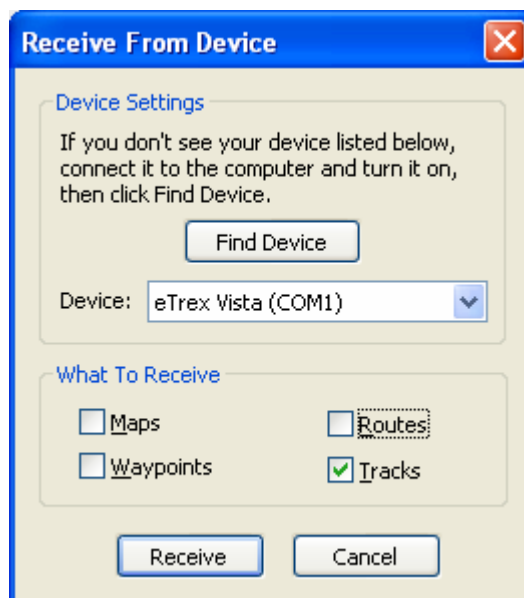 Receive From Device
Device Settings
If you don't see your device listed below,
connect it to the computer and turn it on,
then click Find Device.
Find Device
Device: eTrex Vista (COM1)
What To Receive
Maps
Routes
Waypoints
Tracks
Receive
Cancel